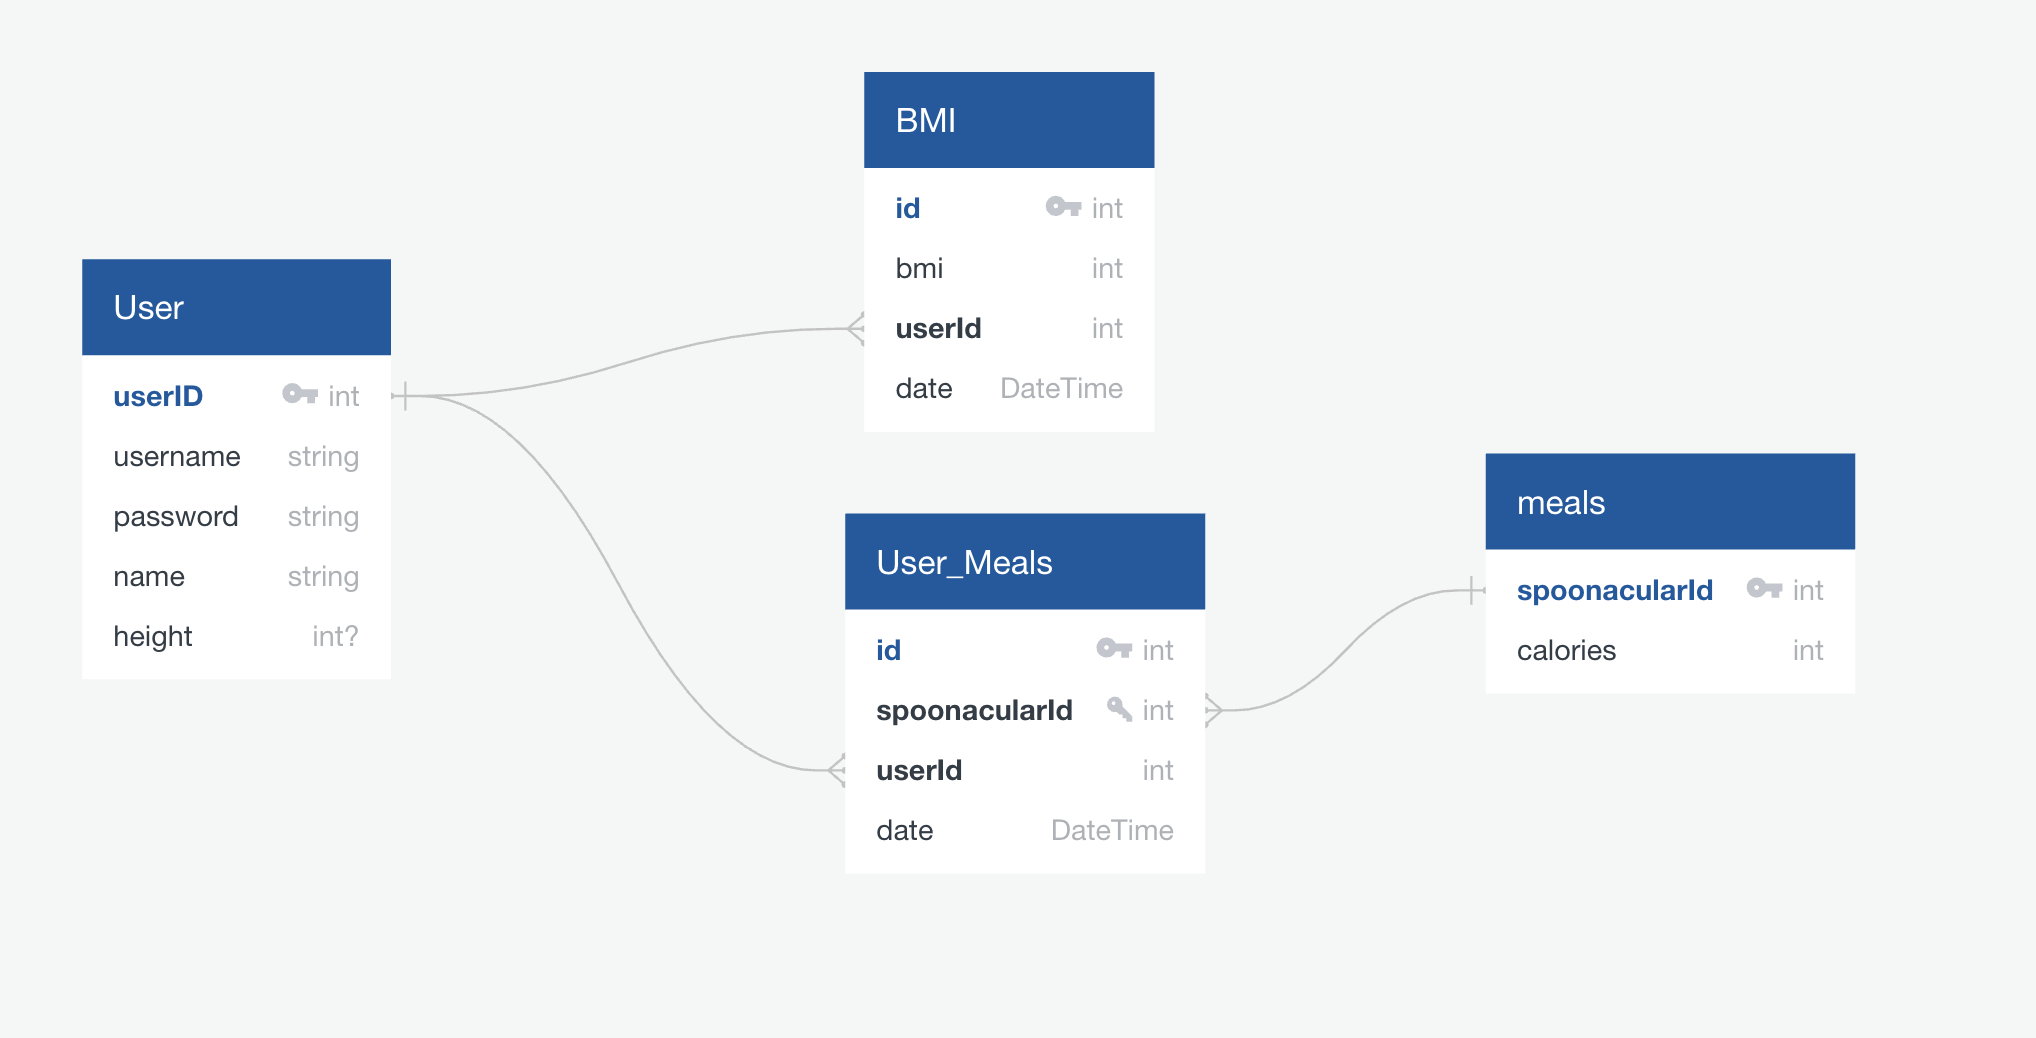 User
userID int
username string
password string
name string
height int?
BMI
id int
bmi int
userId int
date DateTime
User_Meals
id int
spoonacularId int
userId int
date DateTime
meals
spoonacularId int
calories int